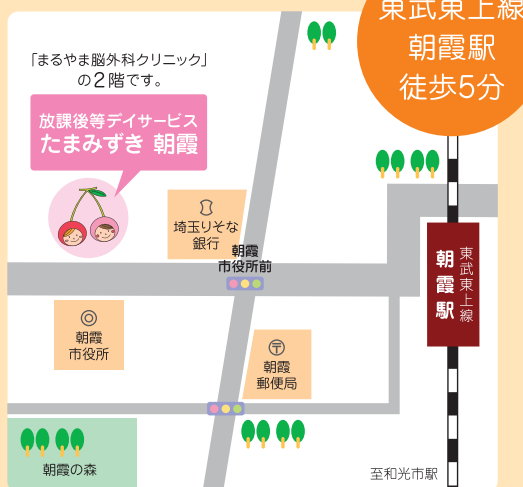 東武東上線
朝霞駅
徒歩5分
「まるやま脳外科クリニック」
の2階です。
放課後等デイサービス
たまみずき 朝霞
埼玉りそな
銀行
朝霞
市役所前
東武東上線
朝霞駅
朝霞
市役所
朝霞
郵便局
朝霞の森
至和光市駅